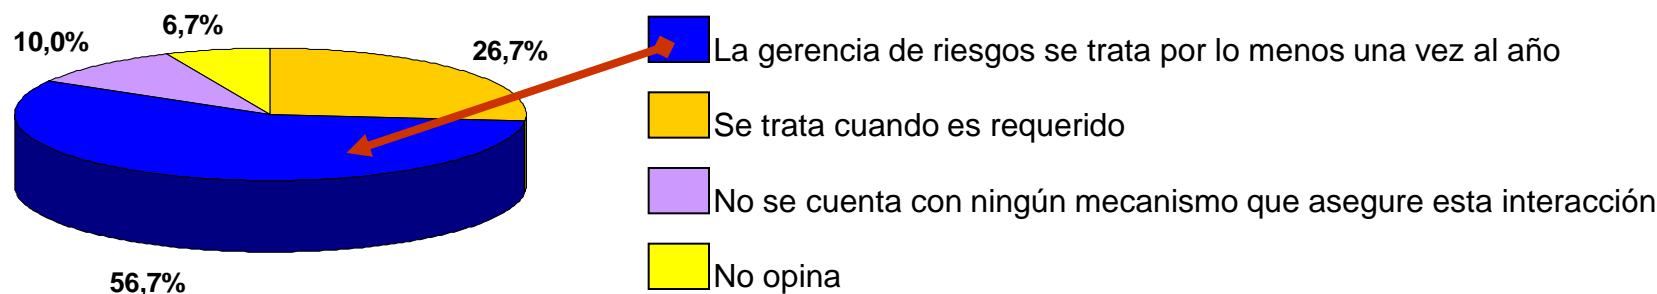 6,7%
10,0%
26,7%
56,7%
La gerencia de riesgos se trata por lo menos una vez al año
Se trata cuando es requerido
No se cuenta con ningún mecanismo que asegure esta interacción
No opina